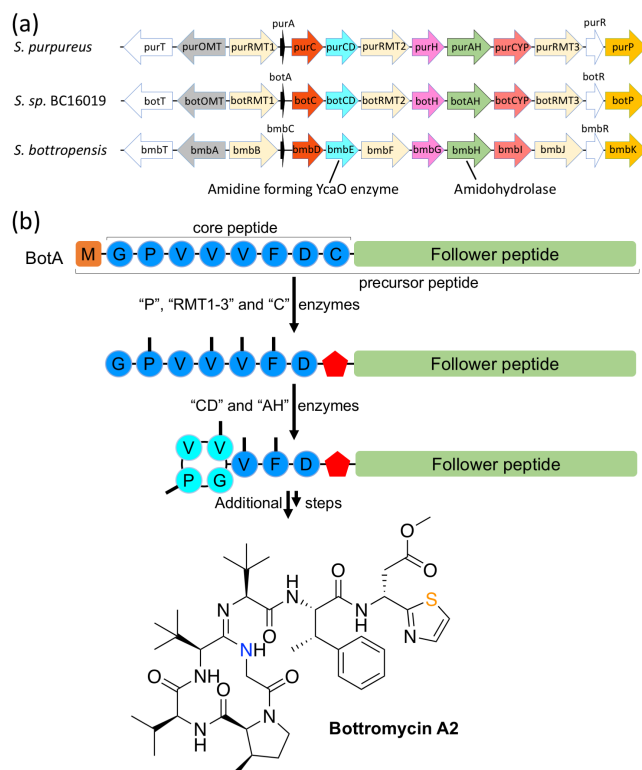 (a)
purA purR
S. purpureus purT purOMT purRMT1 purC purCD purRMT2 purH purAH purCYP purRMT3 purP
botA botR
S. sp. BC16019 botT botOMT botRMT1 botC botCD botRMT2 botH botAH botCYP botRMT3 botP
bmbC bmbR
S. bottropensis bmbT bmbA bmbB bmbD bmbE bmbF bmbG bmbH bmbI bmbJ bmbK
Amidine forming YcaO enzyme Amidohydrolase
(b)
core peptide
BotA M G P V V V F D C Follower peptide
precursor peptide
“P”, “RMT1-3” and “C” enzymes
G P V V V F D Follower peptide
“CD” and “AH” enzymes
V V
V F D Follower peptide
P G
Additional steps
O
O
O
H
N
O
H
N
S
N
O
N
NH
O
NH
O
O
N
H
O
N
Bottromycin A2